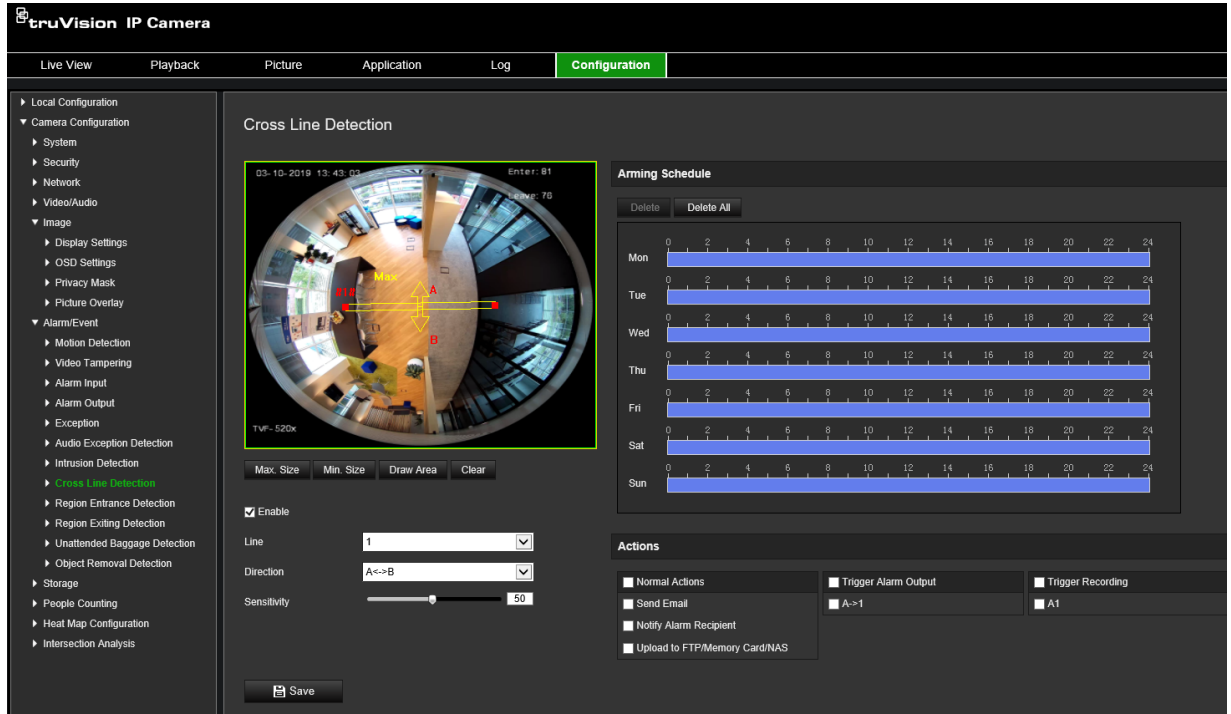 truVision IP Camera
Live View Playback Picture Application Log Configuration
Local Configuration
Camera Configuration
System
Security
Network
Video/Audio
Image
Display Settings
OSD Settings
Privacy Mask
Picture Overlay
Alarm/Event
Motion Detection
Video Tampering
Alarm Input
Alarm Output
Exception
Audio Exception Detection
Intrusion Detection
Cross Line Detection
Region Entrance Detection
Region Exiting Detection
Unattended Baggage Detection
Object Removal Detection
Storage
People Counting
Heat Map Configuration
Intersection Analysis
Cross Line Detection
03-10-2019 13:43:03 Enter:81
Leave:76
Max
A
B
TVF-520x
Max. Size Min. Size Draw Area Clear
Enable
Line 1
Direction A<->B
Sensitivity 50
Save
Arming Schedule
Delete Delete All
0 2 4 6 8 10 12 14 16 18 20 22 24
Mon
0 2 4 6 8 10 12 14 16 18 20 22 24
Tue
0 2 4 6 8 10 12 14 16 18 20 22 24
Wed
0 2 4 6 8 10 12 14 16 18 20 22 24
Thu
0 2 4 6 8 10 12 14 16 18 20 22 24
Fri
0 2 4 6 8 10 12 14 16 18 20 22 24
Sat
0 2 4 6 8 10 12 14 16 18 20 22 24
Sun
Actions
Normal Actions Trigger Alarm Output Trigger Recording
Send Email A->1 A1
Notify Alarm Recipient
Upload to FTP/Memory Card/NAS